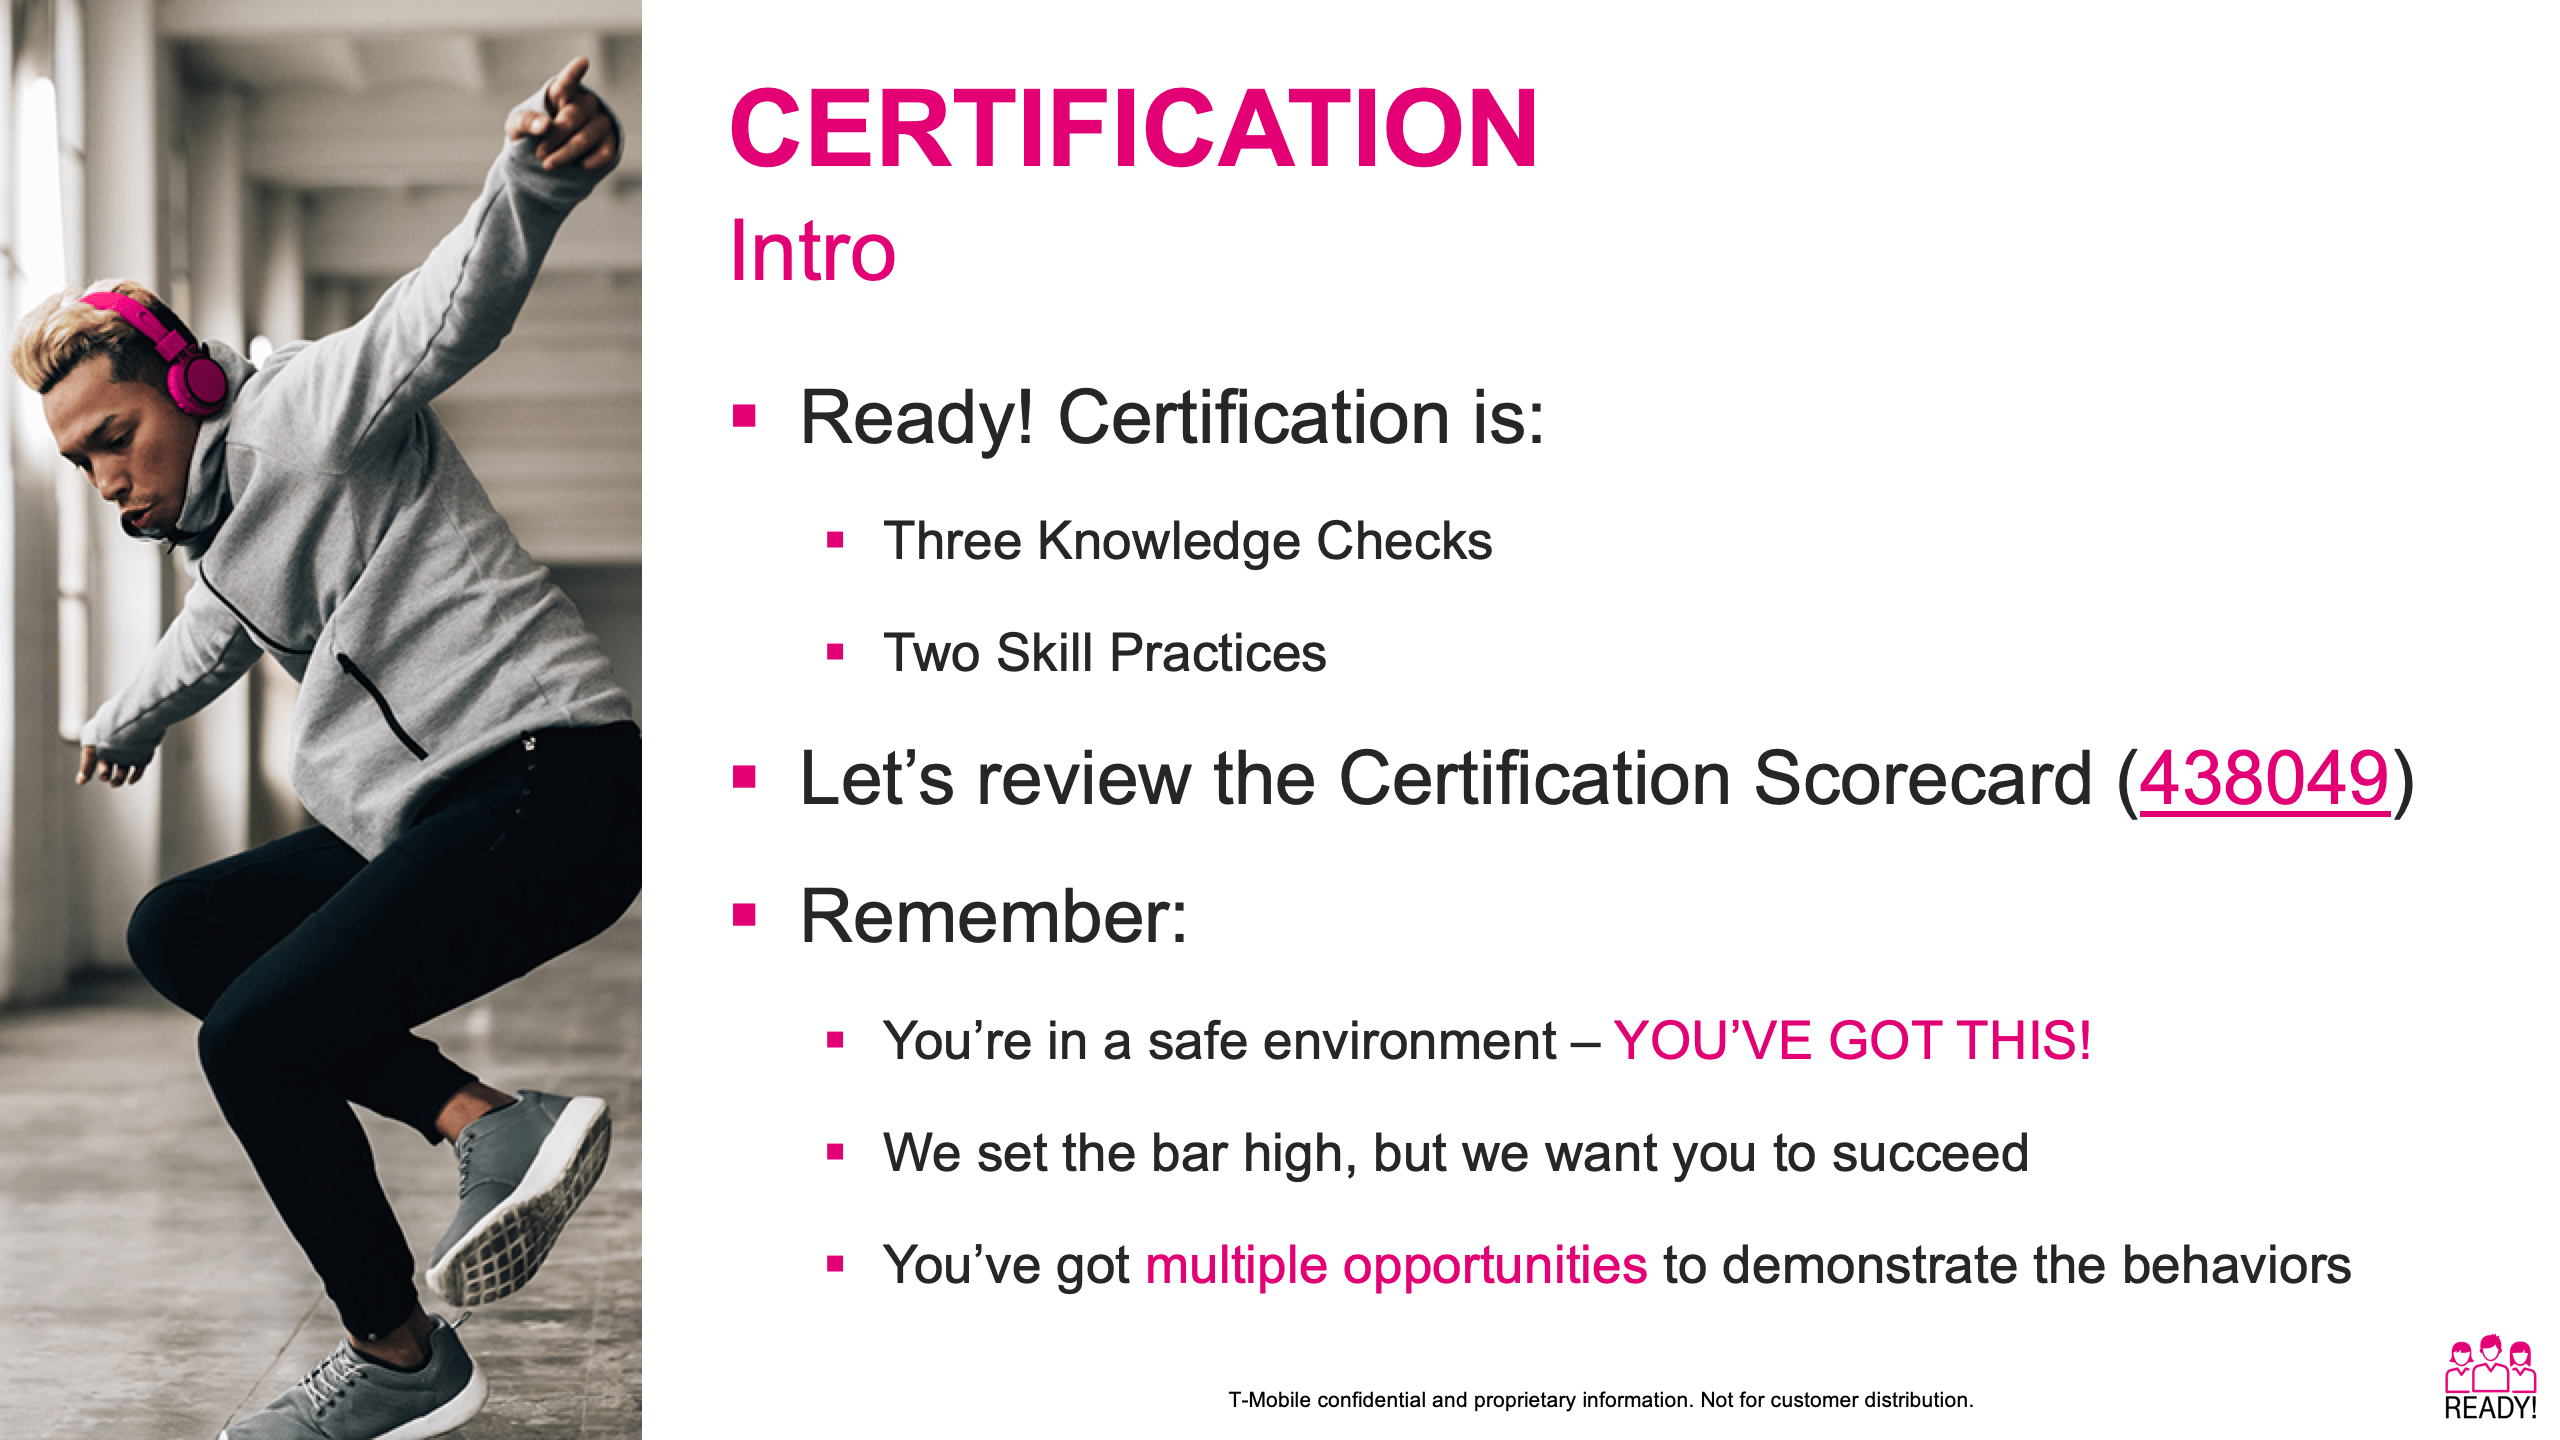 CERTIFICATION
Intro
Ready! Certification is:
Three Knowledge Checks
Two Skill Practices
Let’s review the Certification Scorecard (438049)
Remember:
You’re in a safe environment – YOU’VE GOT THIS!
We set the bar high, but we want you to succeed
You’ve got multiple opportunities to demonstrate the behaviors
T-Mobile confidential and proprietary information. Not for customer distribution.
READY!